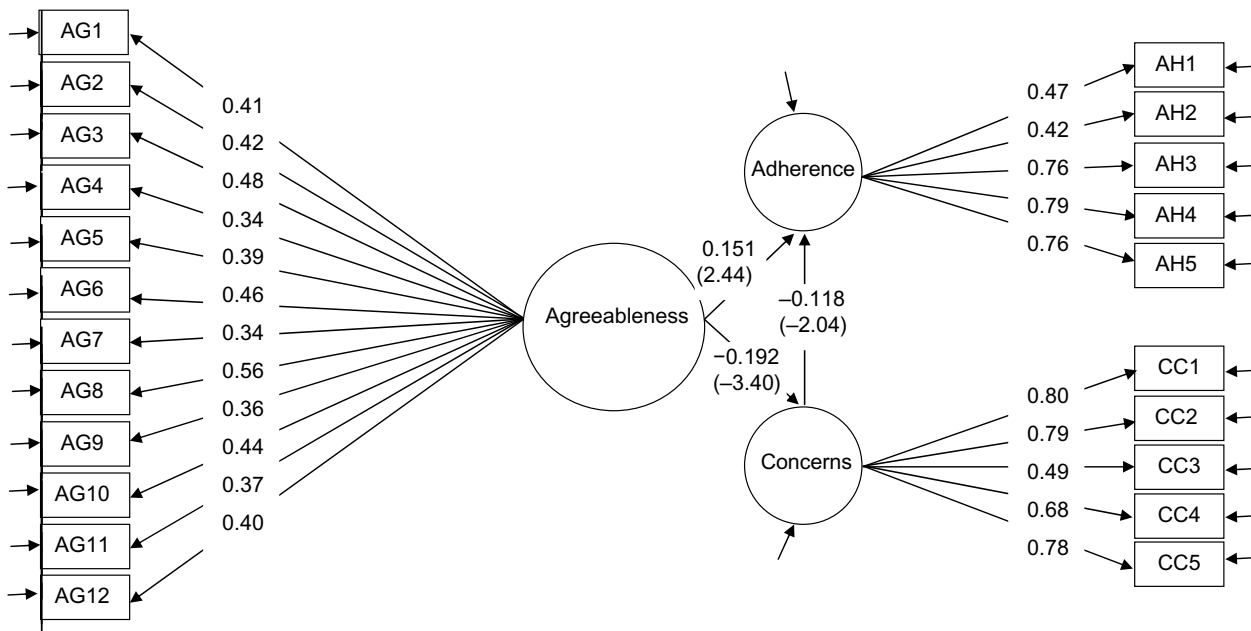 AG1
AG2
AG3
AG4
AG5
AG6
AG7
AG8
AG9
AG10
AG11
AG12
0.41
0.42
0.48
0.34
0.39
0.46
0.34
0.56
0.36
0.44
0.37
0.40
Agreeableness
0.151
(2.44)
−0.192
(–3.40)
Adherence
–0.118
(–2.04)
Concerns
0.47
0.42
0.76
0.79
0.76
AH1
AH2
AH3
AH4
AH5
0.80
0.79
0.49
0.68
0.78
CC1
CC2
CC3
CC4
CC5